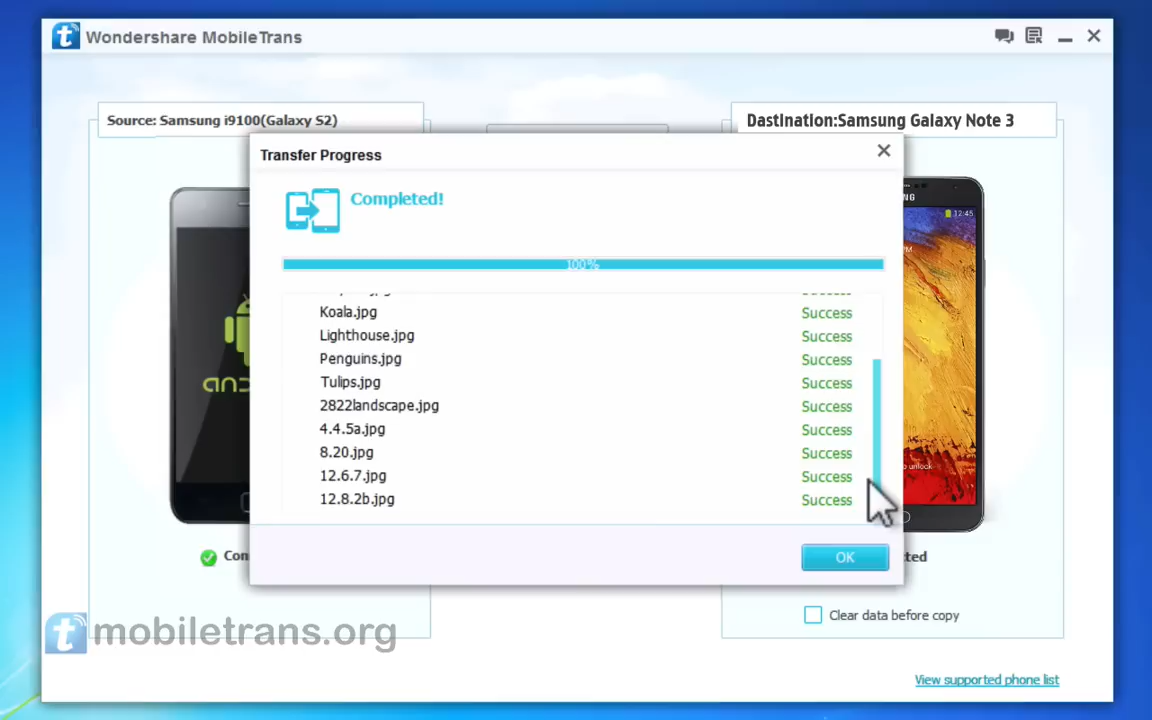 Wondershare MobileTrans
Source: Samsung i9100(Galaxy S2)
Dastination:Samsung Galaxy Note 3
Transfer Progress
Completed!
100%
Koala.jpg Success
Lighthouse.jpg Success
Penguins.jpg Success
Tulips.jpg Success
2822landscape.jpg Success
4.4.5a.jpg Success
8.20.jpg Success
12.6.7.jpg Success
12.8.2b.jpg Success
OK
12:45
Clear data before copy
mobiletrans.org
View supported phone list